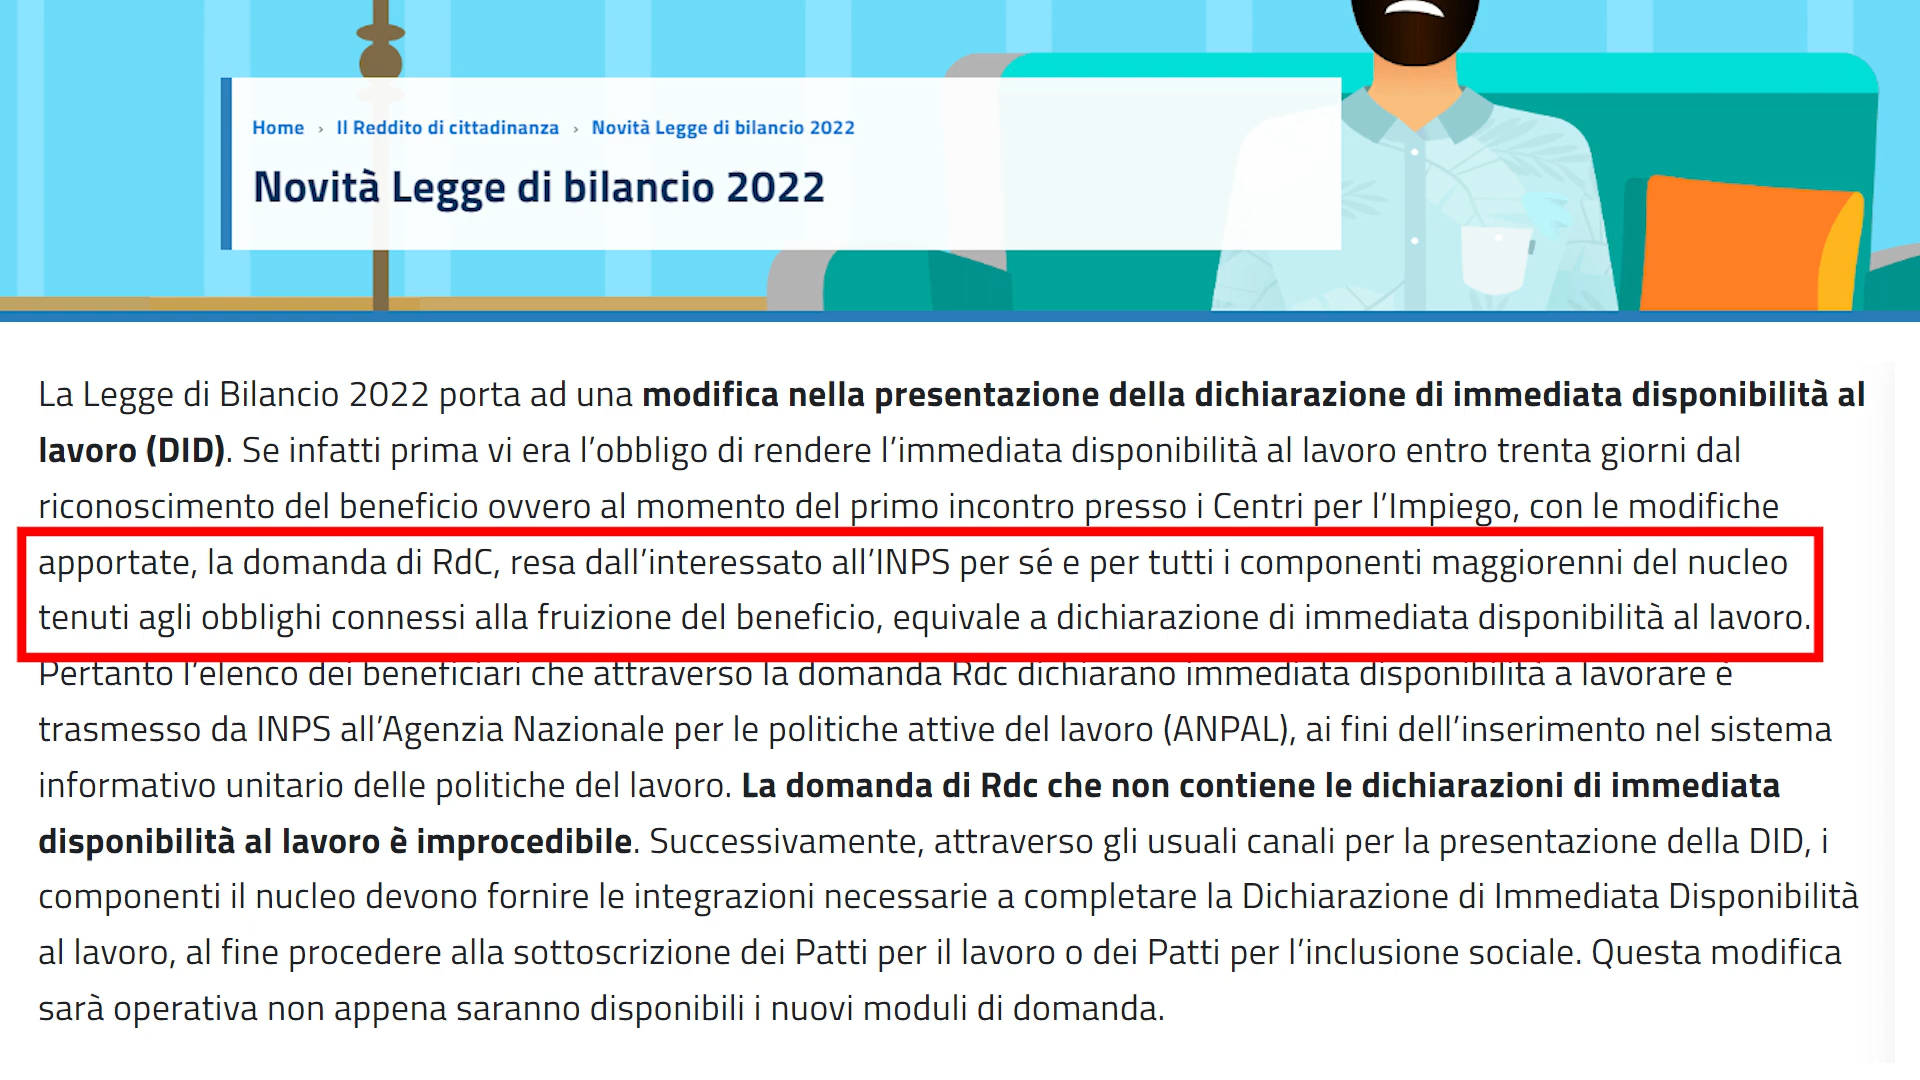 Home › Il Reddito di cittadinanza › Novità Legge di bilancio 2022
Novità Legge di bilancio 2022
La Legge di Bilancio 2022 porta ad una modifica nella presentazione della dichiarazione di immediata disponibilità al
lavoro (DID). Se infatti prima vi era l’obbligo di rendere l’immediata disponibilità al lavoro entro trenta giorni dal
riconoscimento del beneficio ovvero al momento del primo incontro presso i Centri per l’Impiego, con le modifiche
apportate, la domanda di RdC, resa dall’interessato all’INPS per sé e per tutti i componenti maggiorenni del nucleo
tenuti agli obblighi connessi alla fruizione del beneficio, equivale a dichiarazione di immediata disponibilità al lavoro.
Pertanto l’elenco dei beneficiari che attraverso la domanda Rdc dichiarano immediata disponibilità a lavorare è
trasmesso da INPS all’Agenzia Nazionale per le politiche attive del lavoro (ANPAL), ai fini dell’inserimento nel sistema
informativo unitario delle politiche del lavoro. La domanda di Rdc che non contiene le dichiarazioni di immediata
disponibilità al lavoro è improcedibile. Successivamente, attraverso gli usuali canali per la presentazione della DID, i
componenti il nucleo devono fornire le integrazioni necessarie a completare la Dichiarazione di Immediata Disponibilità
al lavoro, al fine procedere alla sottoscrizione dei Patti per il lavoro o dei Patti per l’inclusione sociale. Questa modifica
sarà operativa non appena saranno disponibili i nuovi moduli di domanda.